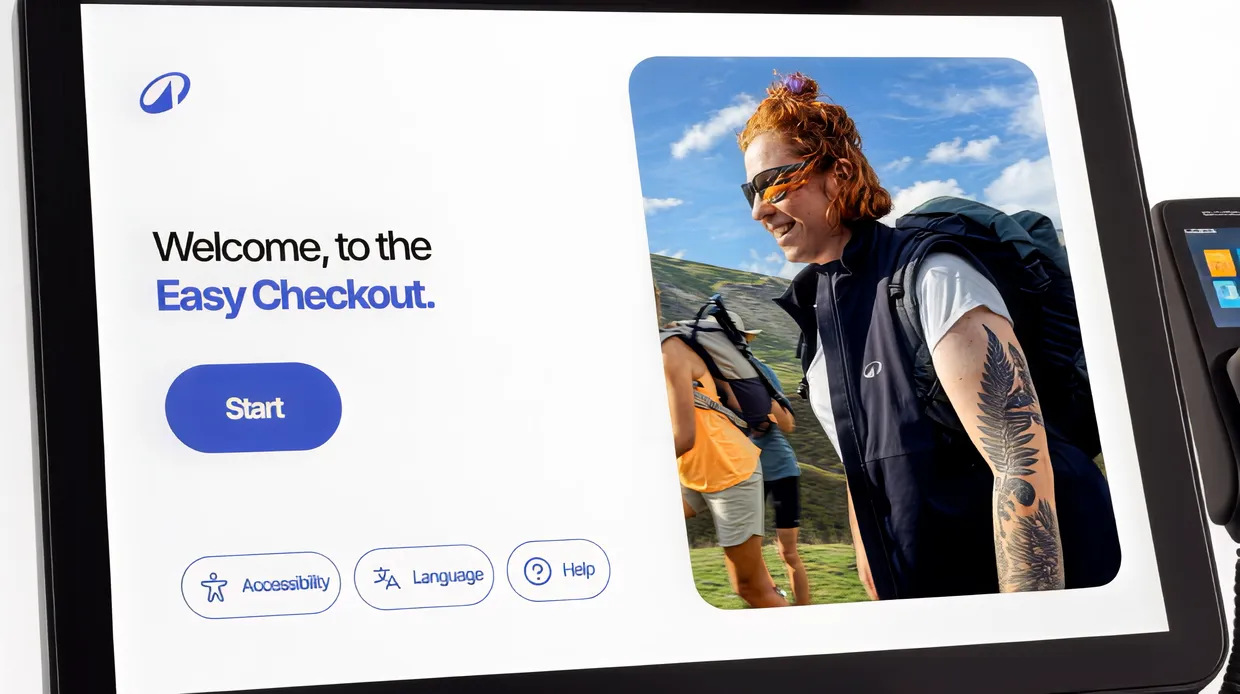 Welcome, to the
Easy Checkout.
Start
Accessibility
Language
Help